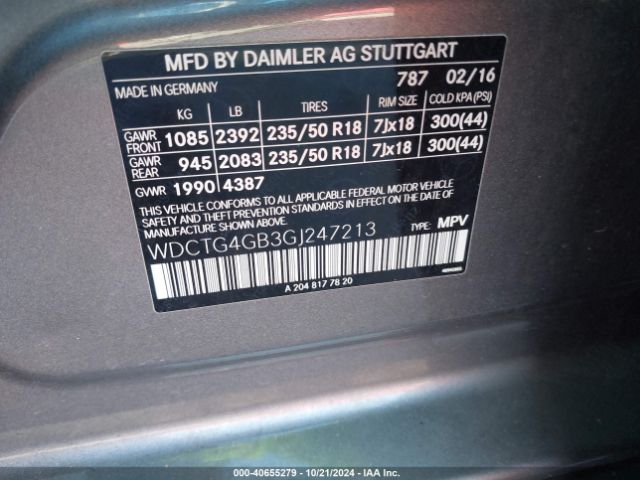 MFD BY DAIMLER AG STUTTGART
MADE IN GERMANY 787 02/16
KG LB TIRES RIM SIZE COLD KPA (PSI)
GAWR FRONT 1085 2392 235/50 R18 7Jx18 300(44)
GAWR REAR 945 2083 235/50 R18 7Jx18 300(44)
GVWR 1990 4387
THIS VEHICLE CONFORMS TO ALL APPLICABLE FEDERAL MOTOR VEHICLE
SAFETY AND THEFT PREVENTION STANDARDS IN EFFECT ON THE DATE OF
MANUFACTURE SHOWN ABOVE.
WDCTG4GB3GJ247213 TYPE: MPV
A 204 817 78 20
000-40655279 - 10/21/2024 - IAA Inc.